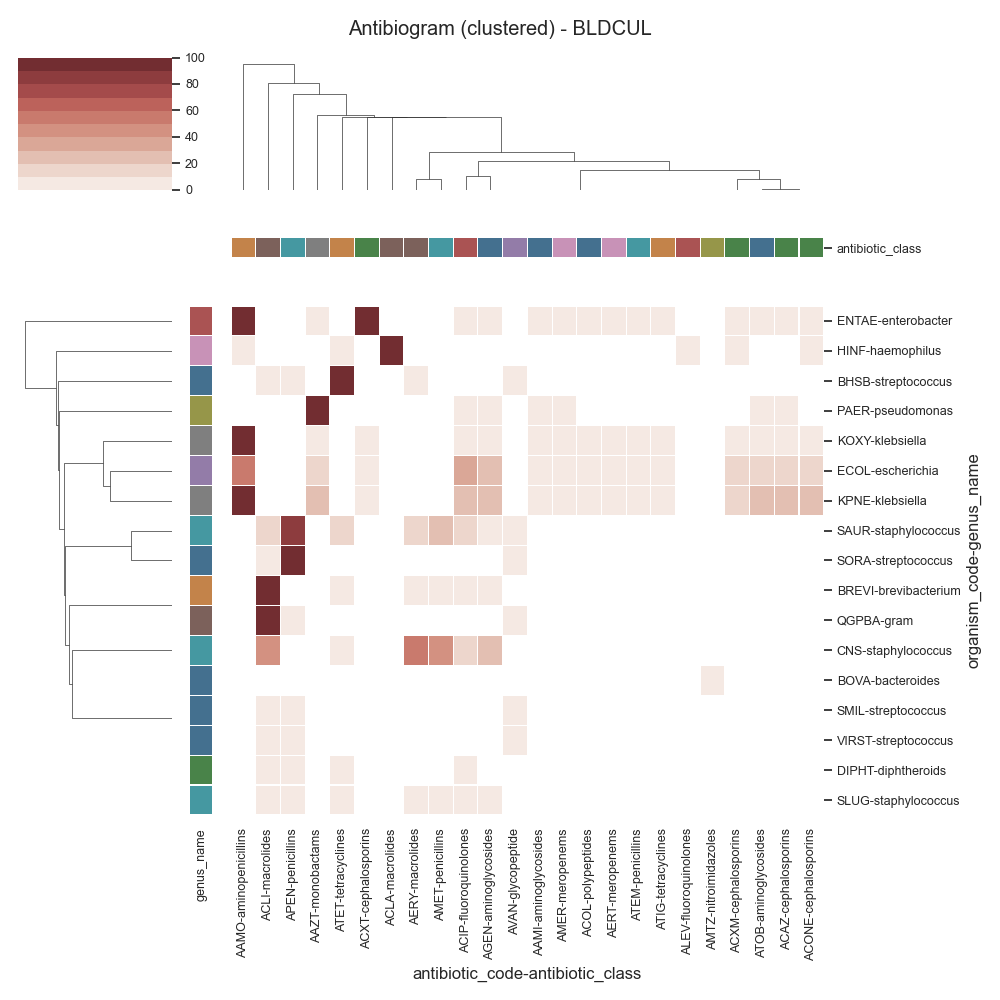 Antibiogram (clustered) - BLDCUL
100
80
60
40
20
0
antibiotic_class
ENTAE-enterobacter
HINF-haemophilus
BHSB-streptococcus
PAER-pseudomonas
KOXY-klebsiella
ECOL-escherichia
KPNE-klebsiella
SAUR-staphylococcus
SORA-streptococcus
BREVI-brevibacterium
QGPBA-gram
CNS-staphylococcus
BOVA-bacteroides
SMIL-streptococcus
VIRST-streptococcus
DIPHT-diphtheroids
SLUG-staphylococcus
organism_code-genus_name
genus_name
AAMO-aminopenicillins
ACLI-macrolides
APEN-penicillins
AAZT-monobactams
ATET-tetracyclines
ACXT-cephalosporins
ACLA-macrolides
AERY-macrolides
AMET-penicillins
ACIP-fluoroquinolones
AGEN-aminoglycosides
AVAN-glycopeptide
AAMI-aminoglycosides
AMER-meropenems
ACOL-polypeptides
AERT-meropenems
ATEM-penicillins
ATIG-tetracyclines
ALEV-fluoroquinolones
AMTZ-nitroimidazoles
ACXM-cephalosporins
ATOB-aminoglycosides
ACAZ-cephalosporins
ACONE-cephalosporins
antibiotic_code-antibiotic_class